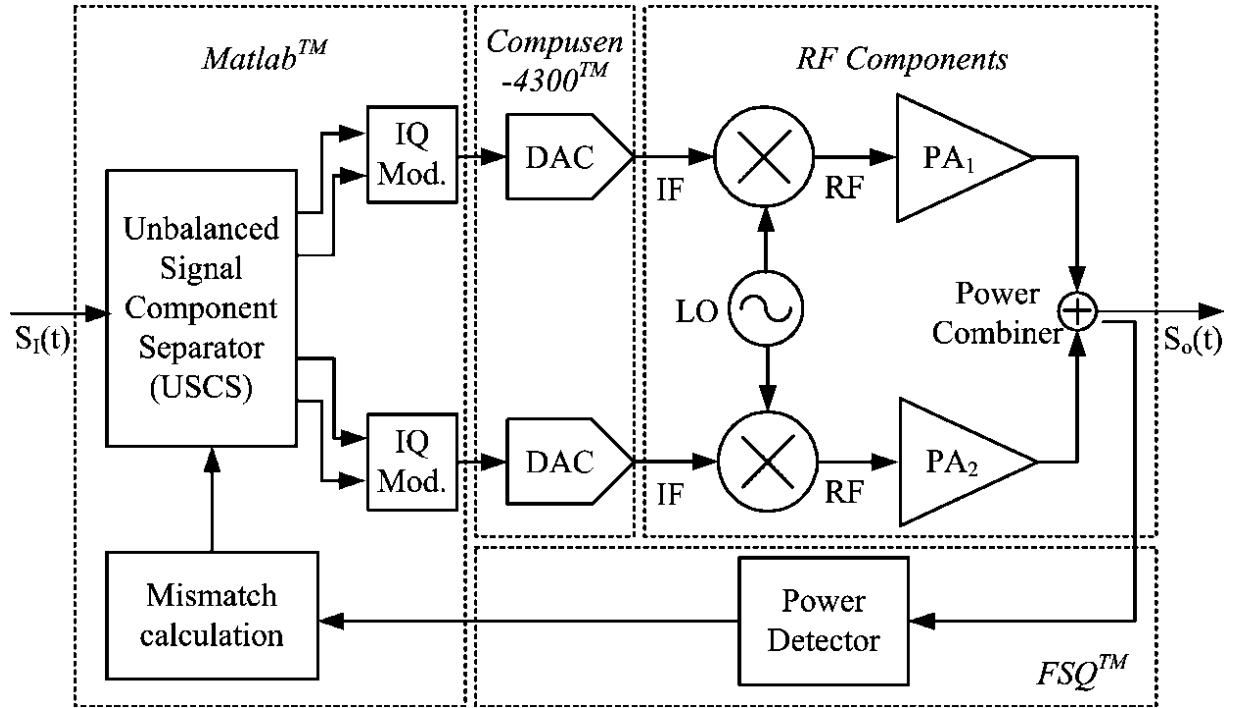 Matlab™
Compusen
-4300™
RF Components
IQ
Mod.
DAC
IF
RF
PA₁
Unbalanced
Signal
Component
Separator
(USCS)
S_I(t)
LO
Power
Combiner
S_o(t)
IQ
Mod.
DAC
IF
RF
PA₂
Mismatch
calculation
Power
Detector
FSQ™